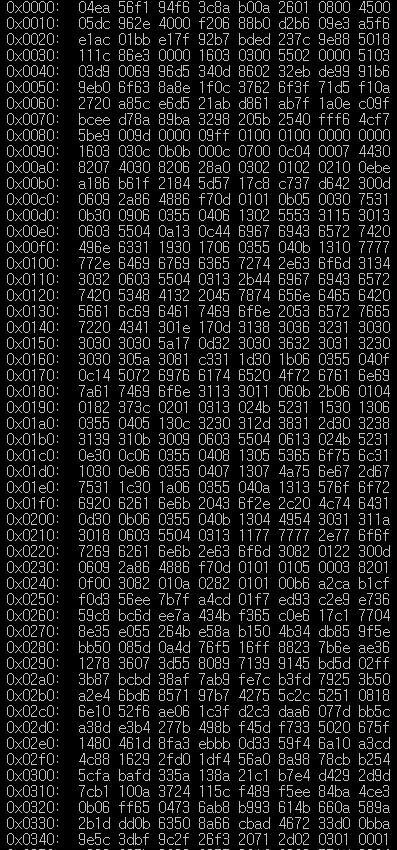 0x0000: 04ea 56f1 94f6 3c8a b00a 2601 0800 4500
0x0010: 05dc 962e 4000 f206 88b0 d2b6 09e3 a5f6
0x0020: e1ac 01bb e17f 92b7 bded 237c 9e88 5018
0x0030: 111c 86e3 0000 1603 0300 5502 0000 5103
0x0040: 03d9 0069 96d5 340d 8602 32eb de99 91b6
0x0050: 9eb0 6f63 8a8e 1f0c 3762 6f3f 71d5 f10a
0x0060: 2720 a85c e6d5 21ab d861 ab7f 1a0e c09f
0x0070: bcee d78a 89ba 3298 205b 2540 fff6 4cf7
0x0080: 5be9 009d 0000 09ff 0100 0100 0000 0000
0x0090: 1603 030c 0b0b 000c 0700 0c04 0007 4430
0x00a0: 8207 4030 8206 28a0 0302 0102 0210 0ebe
0x00b0: a186 b61f 2184 5d57 17c8 c737 d642 300d
0x00c0: 0609 2a86 4886 f70d 0101 0b05 0030 7531
0x00d0: 0b30 0906 0355 0406 1302 5553 3115 3013
0x00e0: 0603 5504 0a13 0c44 6967 6943 6572 7420
0x00f0: 496e 6331 1930 1706 0355 040b 1310 7777
0x0100: 772e 6469 6769 6365 7274 2e63 6f6d 3134
0x0110: 3032 0603 5504 0313 2b44 6967 6943 6572
0x0120: 7420 5348 4132 2045 7874 656e 6465 6420
0x0130: 5661 6c69 6461 7469 6f6e 2053 6572 7665
0x0140: 7220 4341 301e 170d 3138 3036 3231 3030
0x0150: 3030 3030 5a17 0d32 3030 3632 3031 3230
0x0160: 3030 305a 3081 c331 1d30 1b06 0355 040f
0x0170: 0c14 5072 6976 6174 6520 4f72 6761 6e69
0x0180: 7a61 7469 6f6e 3113 3011 060b 2b06 0104
0x0190: 0182 373c 0201 0313 024b 5231 1530 1306
0x01a0: 0355 0405 130c 3230 312d 3831 2d30 3238
0x01b0: 3139 310b 3009 0603 5504 0613 024b 5231
0x01c0: 0e30 0c06 0355 0408 1305 5365 6f75 6c31
0x01d0: 1030 0e06 0355 0407 1307 4a75 6e67 2d67
0x01e0: 7531 1c30 1a06 0355 040a 1313 576f 6f72
0x01f0: 6920 6261 6e6b 2043 6f2e 2c20 4c74 6431
0x0200: 0d30 0b06 0355 040b 1304 4954 3031 311a
0x0210: 3018 0603 5504 0313 1177 7777 2e77 6f6f
0x0220: 7269 6261 6e6b 2e63 6f6d 3082 0122 300d
0x0230: 0609 2a86 4886 f70d 0101 0105 0003 8201
0x0240: 0f00 3082 010a 0282 0101 00b6 a2ca b1cf
0x0250: f0d3 56ee 7b7f a4cd 01f7 ed93 c2e9 e736
0x0260: 59c8 bc6d ee7a 434b f365 c0e6 17c1 7704
0x0270: 8e35 e055 264b e58a b150 4b34 db85 9f5e
0x0280: bb50 085d 0a4d 76f5 16ff 8823 7b6e ae36
0x0290: 1278 3607 3d55 8089 7139 9145 bd5d 02ff
0x02a0: 3b87 bcbd 38af 7ab9 fe7c b3fd 7925 3b50
0x02b0: a2e4 6bd6 8571 97b7 4275 5c2c 5251 0818
0x02c0: 6e10 52f6 ae06 1c3f d2c3 daa6 077d bb5c
0x02d0: a38d e3b4 277b 498b f45d f733 5020 675f
0x02e0: 1480 461d 8fa3 ebbb 0d33 59f4 6a10 a3cd
0x02f0: 4c88 1629 2fd0 1df4 56a0 8a98 78cb b254
0x0300: 5cfa bafd 335a 138a 21c1 b7e4 d429 2d9d
0x0310: 7cb1 100a 3724 115c f489 f5ee 84ba 4ce3
0x0320: 0b06 ff65 0473 6ab8 b993 614b 660a 589a
0x0330: 2b1d dd0b 6350 8a66 cbad 4672 33d0 0bba
0x0340: 9e5c 3dbf 9c2f 26f3 2071 2d02 0301 0001